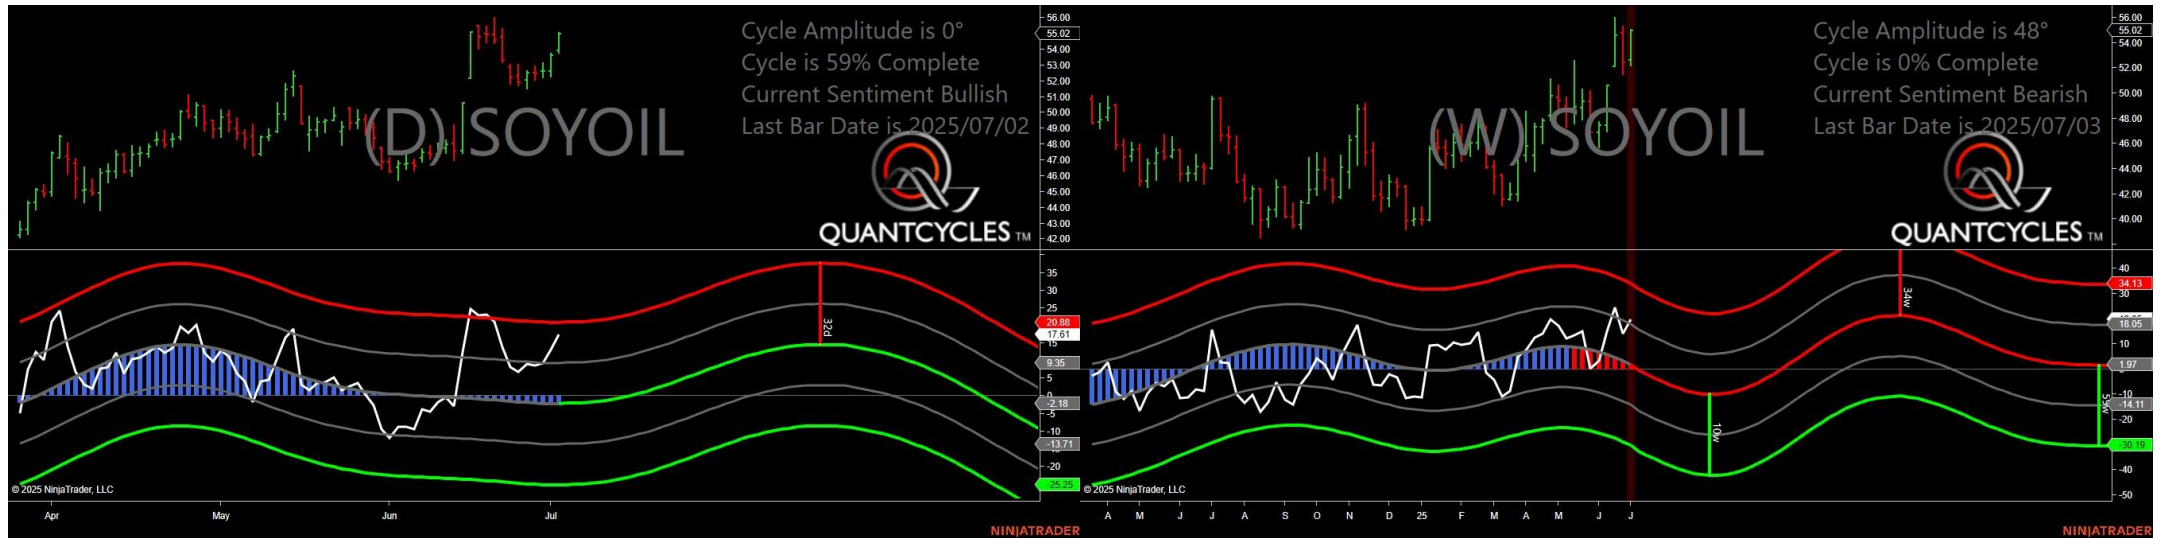 Cycle Amplitude is 0°
Cycle is 59% Complete
Current Sentiment Bullish
Last Bar Date is 2025/07/02
(D) SOYOIL
QUANTCYCLES TM
56.00
55.02
54.00
53.00
52.00
51.00
50.00
49.00
48.00
47.00
46.00
45.00
44.00
43.00
42.00
35
30
25
20.88
17.61
15
9.35
5
0
-2.18
-5
-10
-13.71
-20
-25.25
32d
© 2025 NinjaTrader, LLC
Apr
May
Jun
Jul
NINJATRADER
Cycle Amplitude is 48°
Cycle is 0% Complete
Current Sentiment Bearish
Last Bar Date is 2025/07/03
(W) SOYOIL
QUANTCYCLES TM
56.00
55.02
54.00
52.00
50.00
48.00
46.00
44.00
42.00
40.00
40
34.13
30
18.05
10
1.97
0
-10
-14.11
-20
-30.19
-40
-50
10w
34w
59w
© 2025 NinjaTrader, LLC
A M J J A S O N D 25 F M A M J J
NINJATRADER